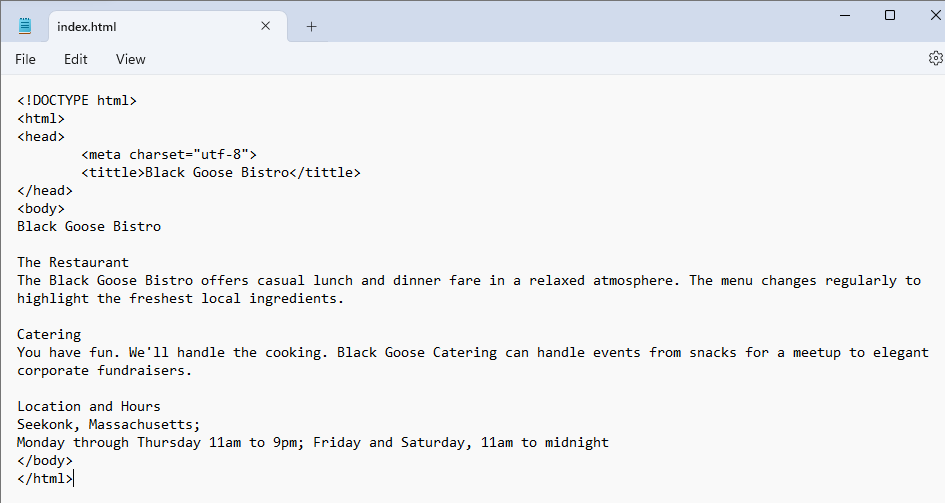 index.html
File Edit View
<!DOCTYPE html>
<html>
<head>
<meta charset="utf-8">
<tittle>Black Goose Bistro</tittle>
</head>
<body>
Black Goose Bistro
The Restaurant
The Black Goose Bistro offers casual lunch and dinner fare in a relaxed atmosphere. The menu changes regularly to
highlight the freshest local ingredients.
Catering
You have fun. We'll handle the cooking. Black Goose Catering can handle events from snacks for a meetup to elegant
corporate fundraisers.
Location and Hours
Seekonk, Massachusetts;
Monday through Thursday 11am to 9pm; Friday and Saturday, 11am to midnight
</body>
</html>